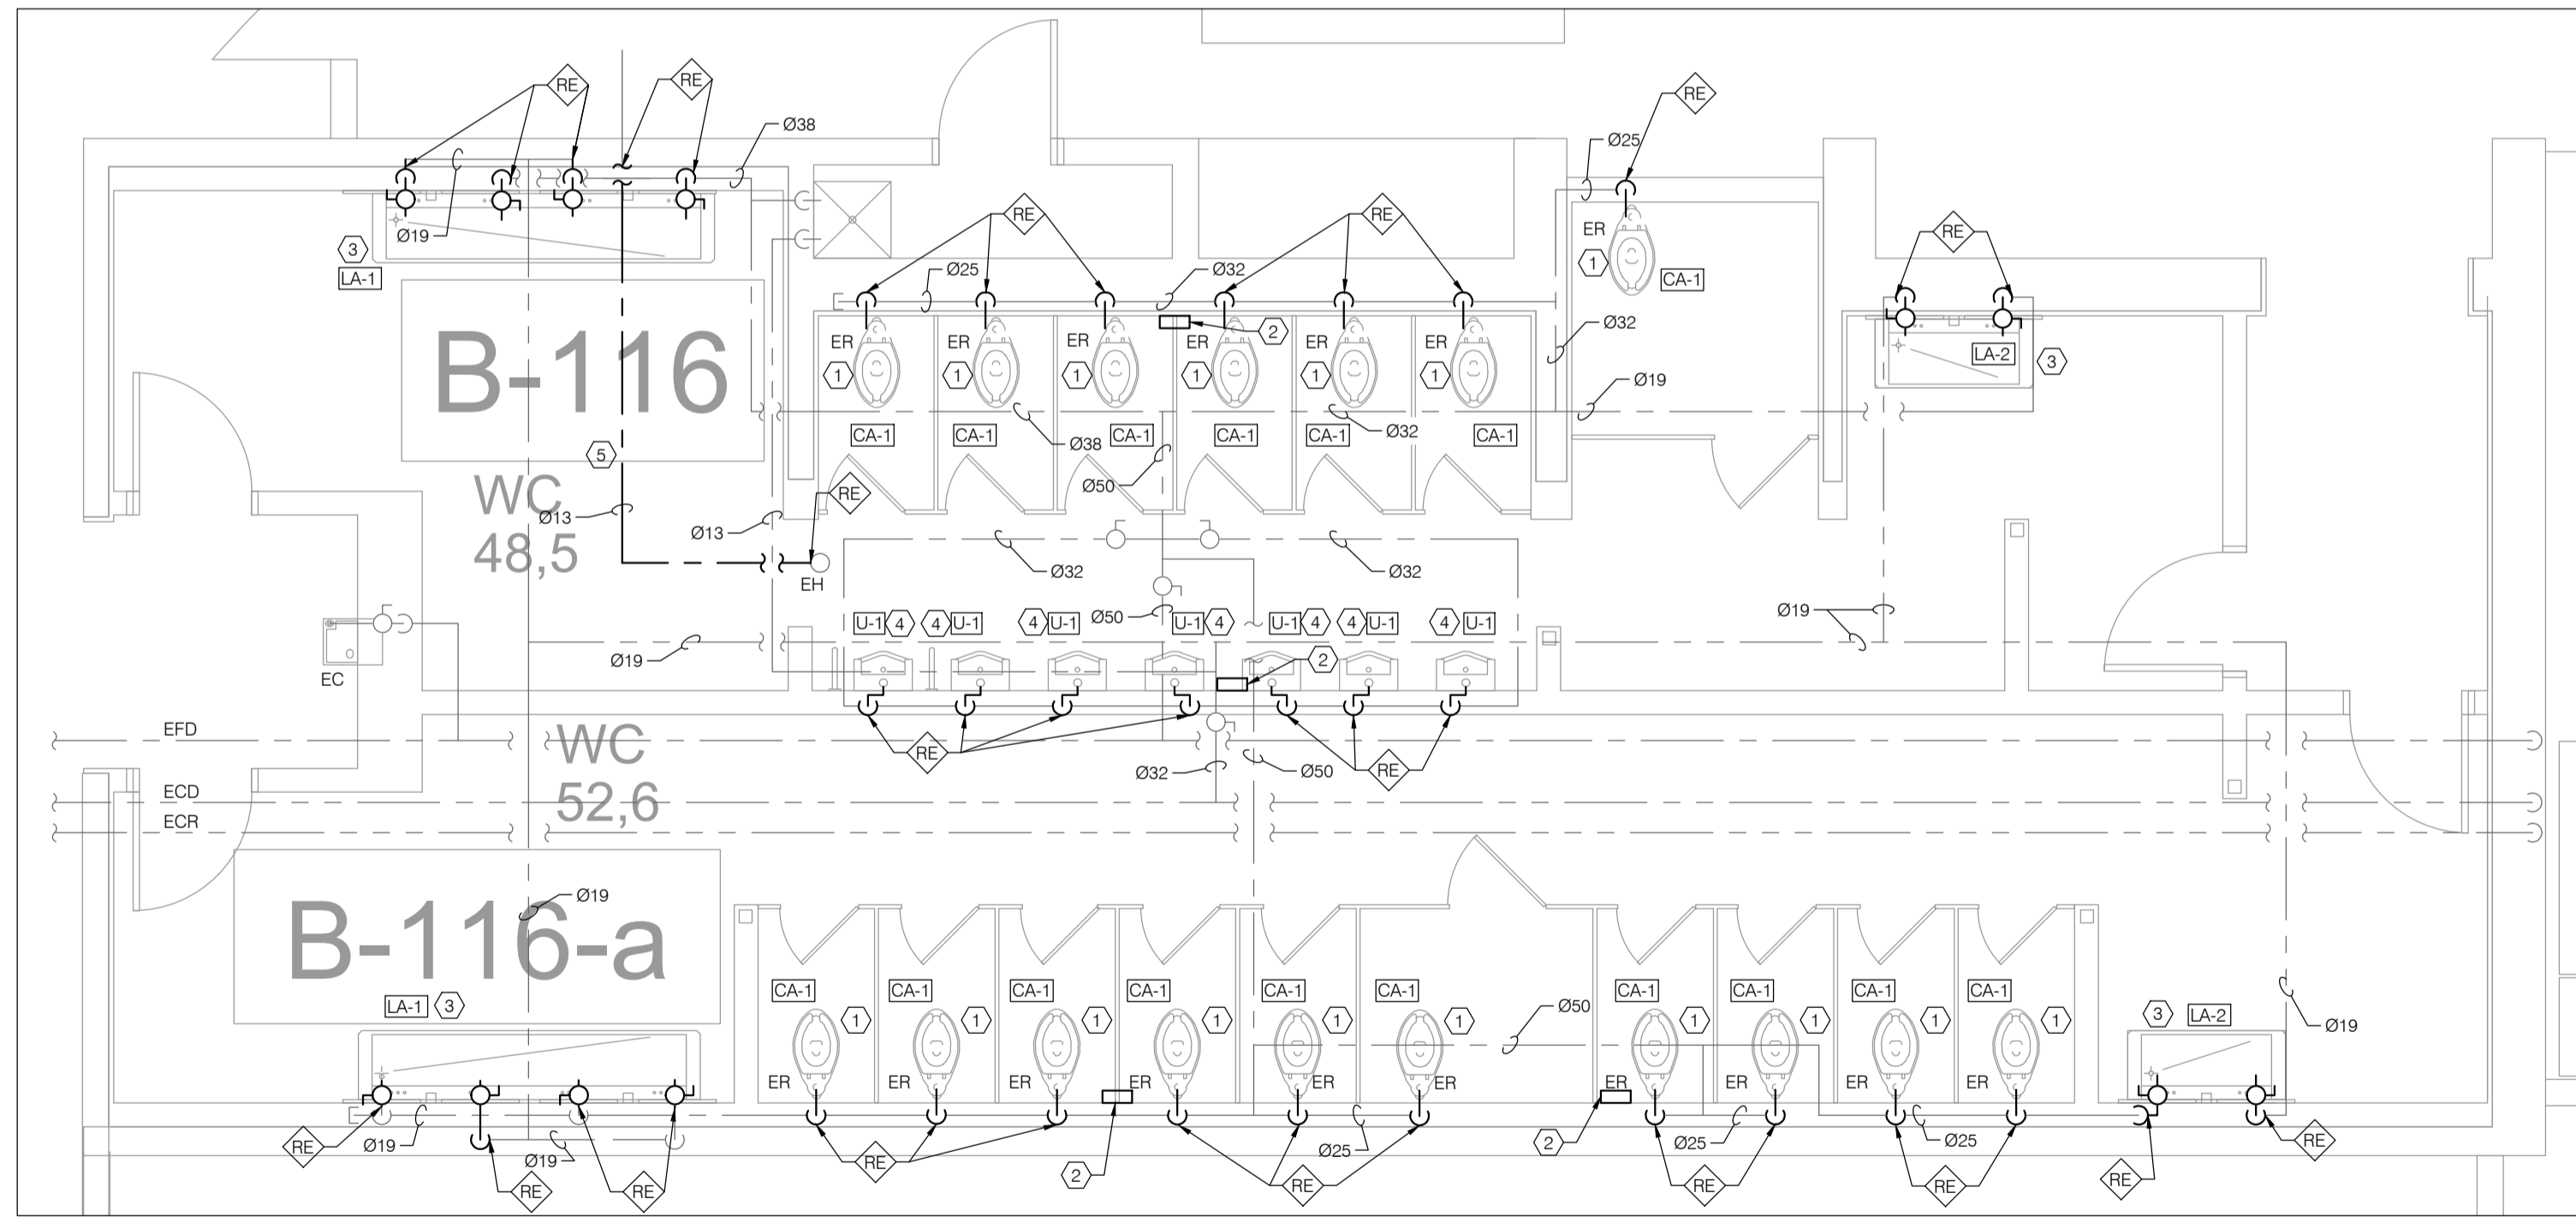 RE
RE
RE
Ø38
Ø25
Ø19
3
LA-1
ER
1
CA-1
RE
RE
RE
Ø25
Ø32
Ø32
B-116
ER
ER
ER
ER
ER
ER
2
1
1
1
1
1
1
LA-2
3
Ø19
CA-1
CA-1
CA-1
CA-1
CA-1
CA-1
Ø38
Ø32
5
WC
48,5
Ø13
Ø13
RE
Ø50
EH
Ø32
Ø32
Ø50
U-1
4
4
U-1
4
U-1
U-1
4
U-1
4
4
U-1
4
U-1
Ø19
Ø19
2
EC
EFD
WC
52,6
RE
Ø32
Ø50
RE
ECD
ECR
Ø19
B-116-a
LA-1
3
CA-1
CA-1
CA-1
CA-1
CA-1
CA-1
CA-1
CA-1
CA-1
CA-1
1
1
1
1
1
1
1
1
1
1
Ø50
3
LA-2
Ø19
ER
ER
ER
ER
ER
ER
ER
ER
ER
ER
RE
Ø19
Ø19
RE
RE
RE
2
RE
Ø25
2
Ø25
RE
Ø25
RE
RE
RE